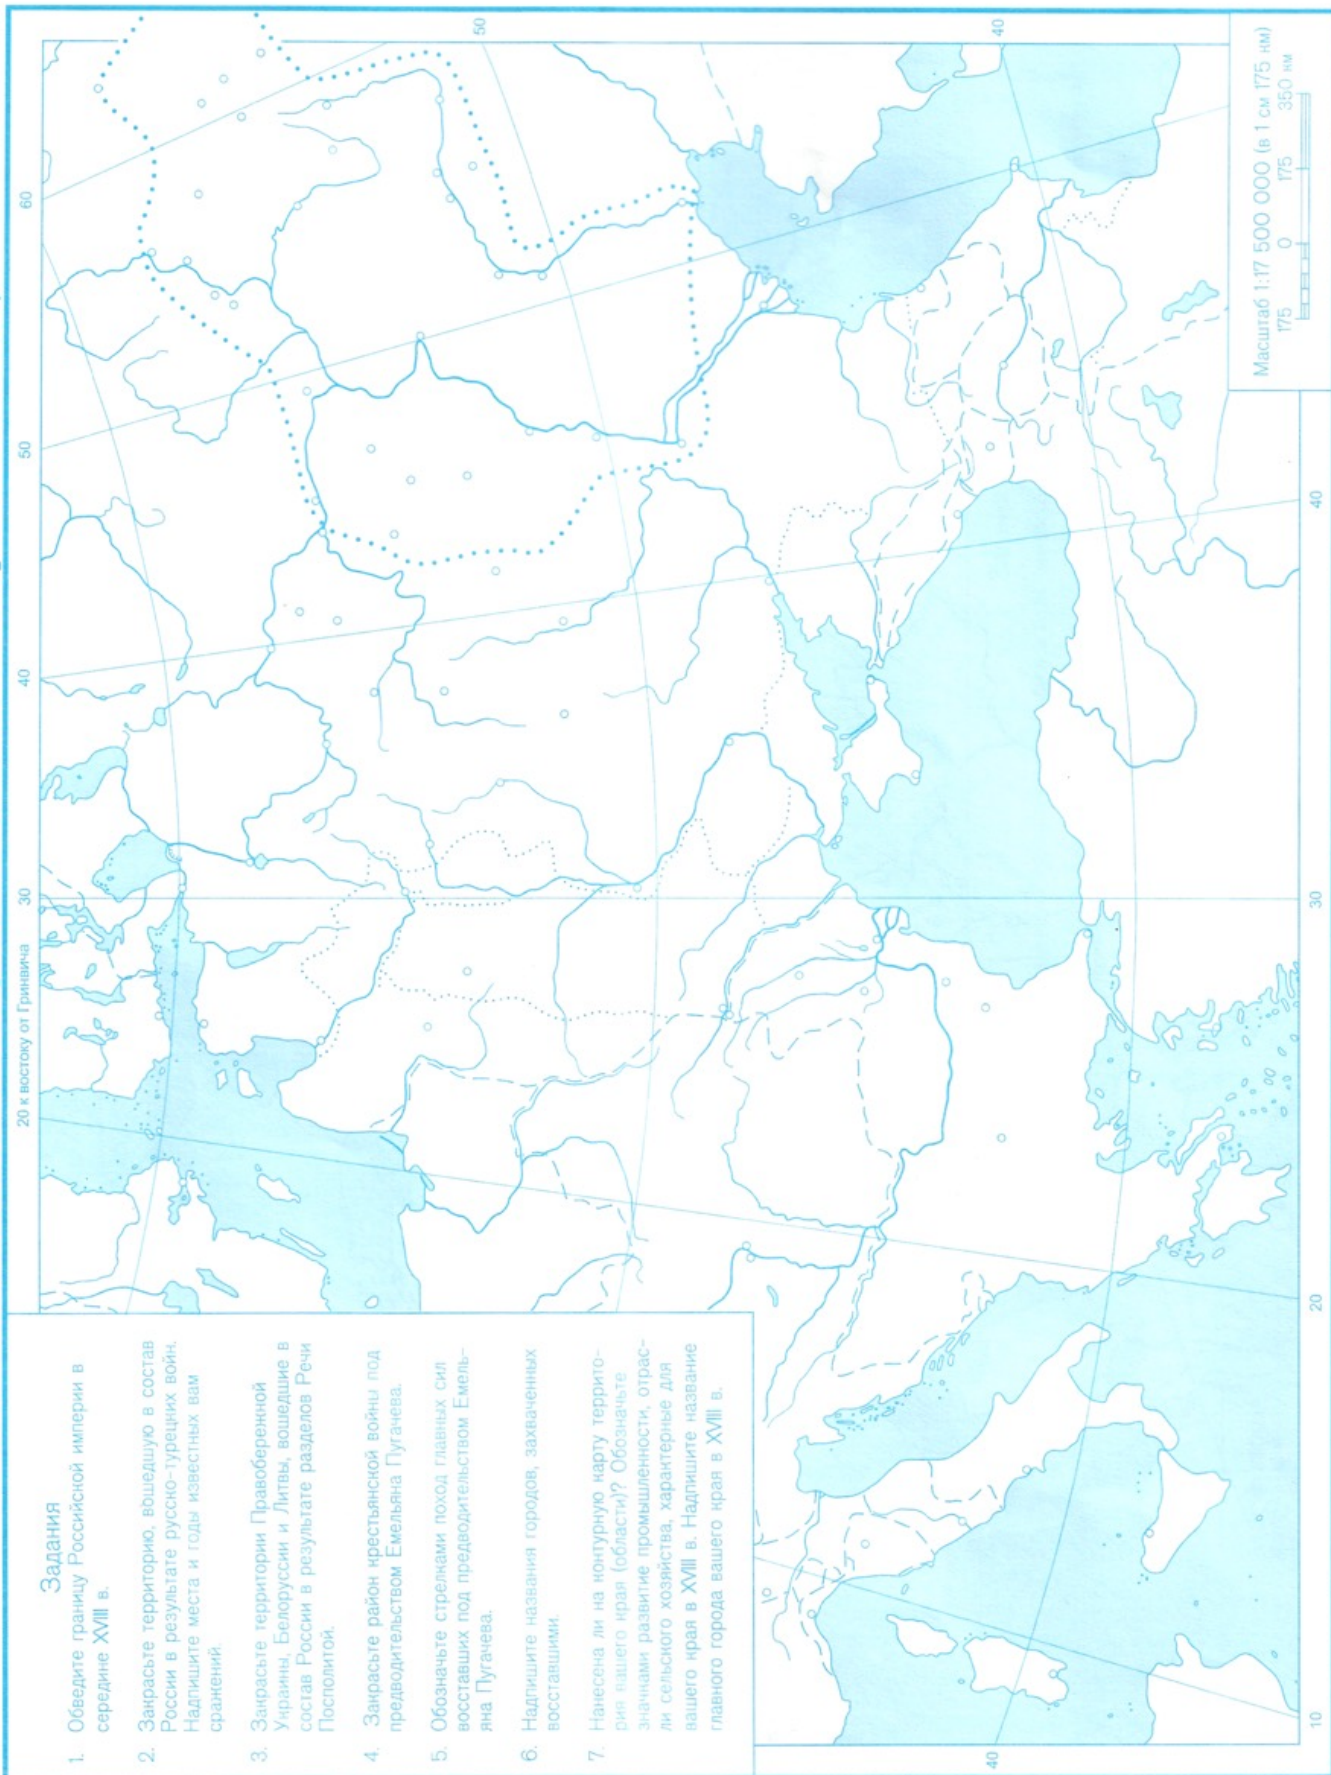 Задания
1. Обведите границу Российской империи в
середине XVIII в.
2. Закрасьте территорию, вошедшую в состав
России в результате русско-турецких войн.
Надпишите места и годы известных вам
сражений.
3. Закрасьте территории Правобережной
Украины, Белоруссии и Литвы, вошедшие в
состав России в результате разделов Речи
Посполитой.
4. Закрасьте район крестьянской войны под
предводительством Емельяна Пугачева.
5. Обозначьте стрелками поход главных сил
восставших под предводительством Емель-
яна Пугачева.
6. Надпишите названия городов, захваченных
восставшими.
7. Нанесена ли на контурную карту террито-
рия вашего края (области)? Обозначьте
значками развитие промышленности, отрас-
ли сельского хозяйства, характерные для
вашего края в XVIII в. Надпишите название
главного города вашего края в XVIII в.
20 к востоку от Гринвича
30
40
50
60
50
40
40
10
20
30
40
Масштаб 1:17 500 000 (в 1 см 175 км)
175 0 175 350 км